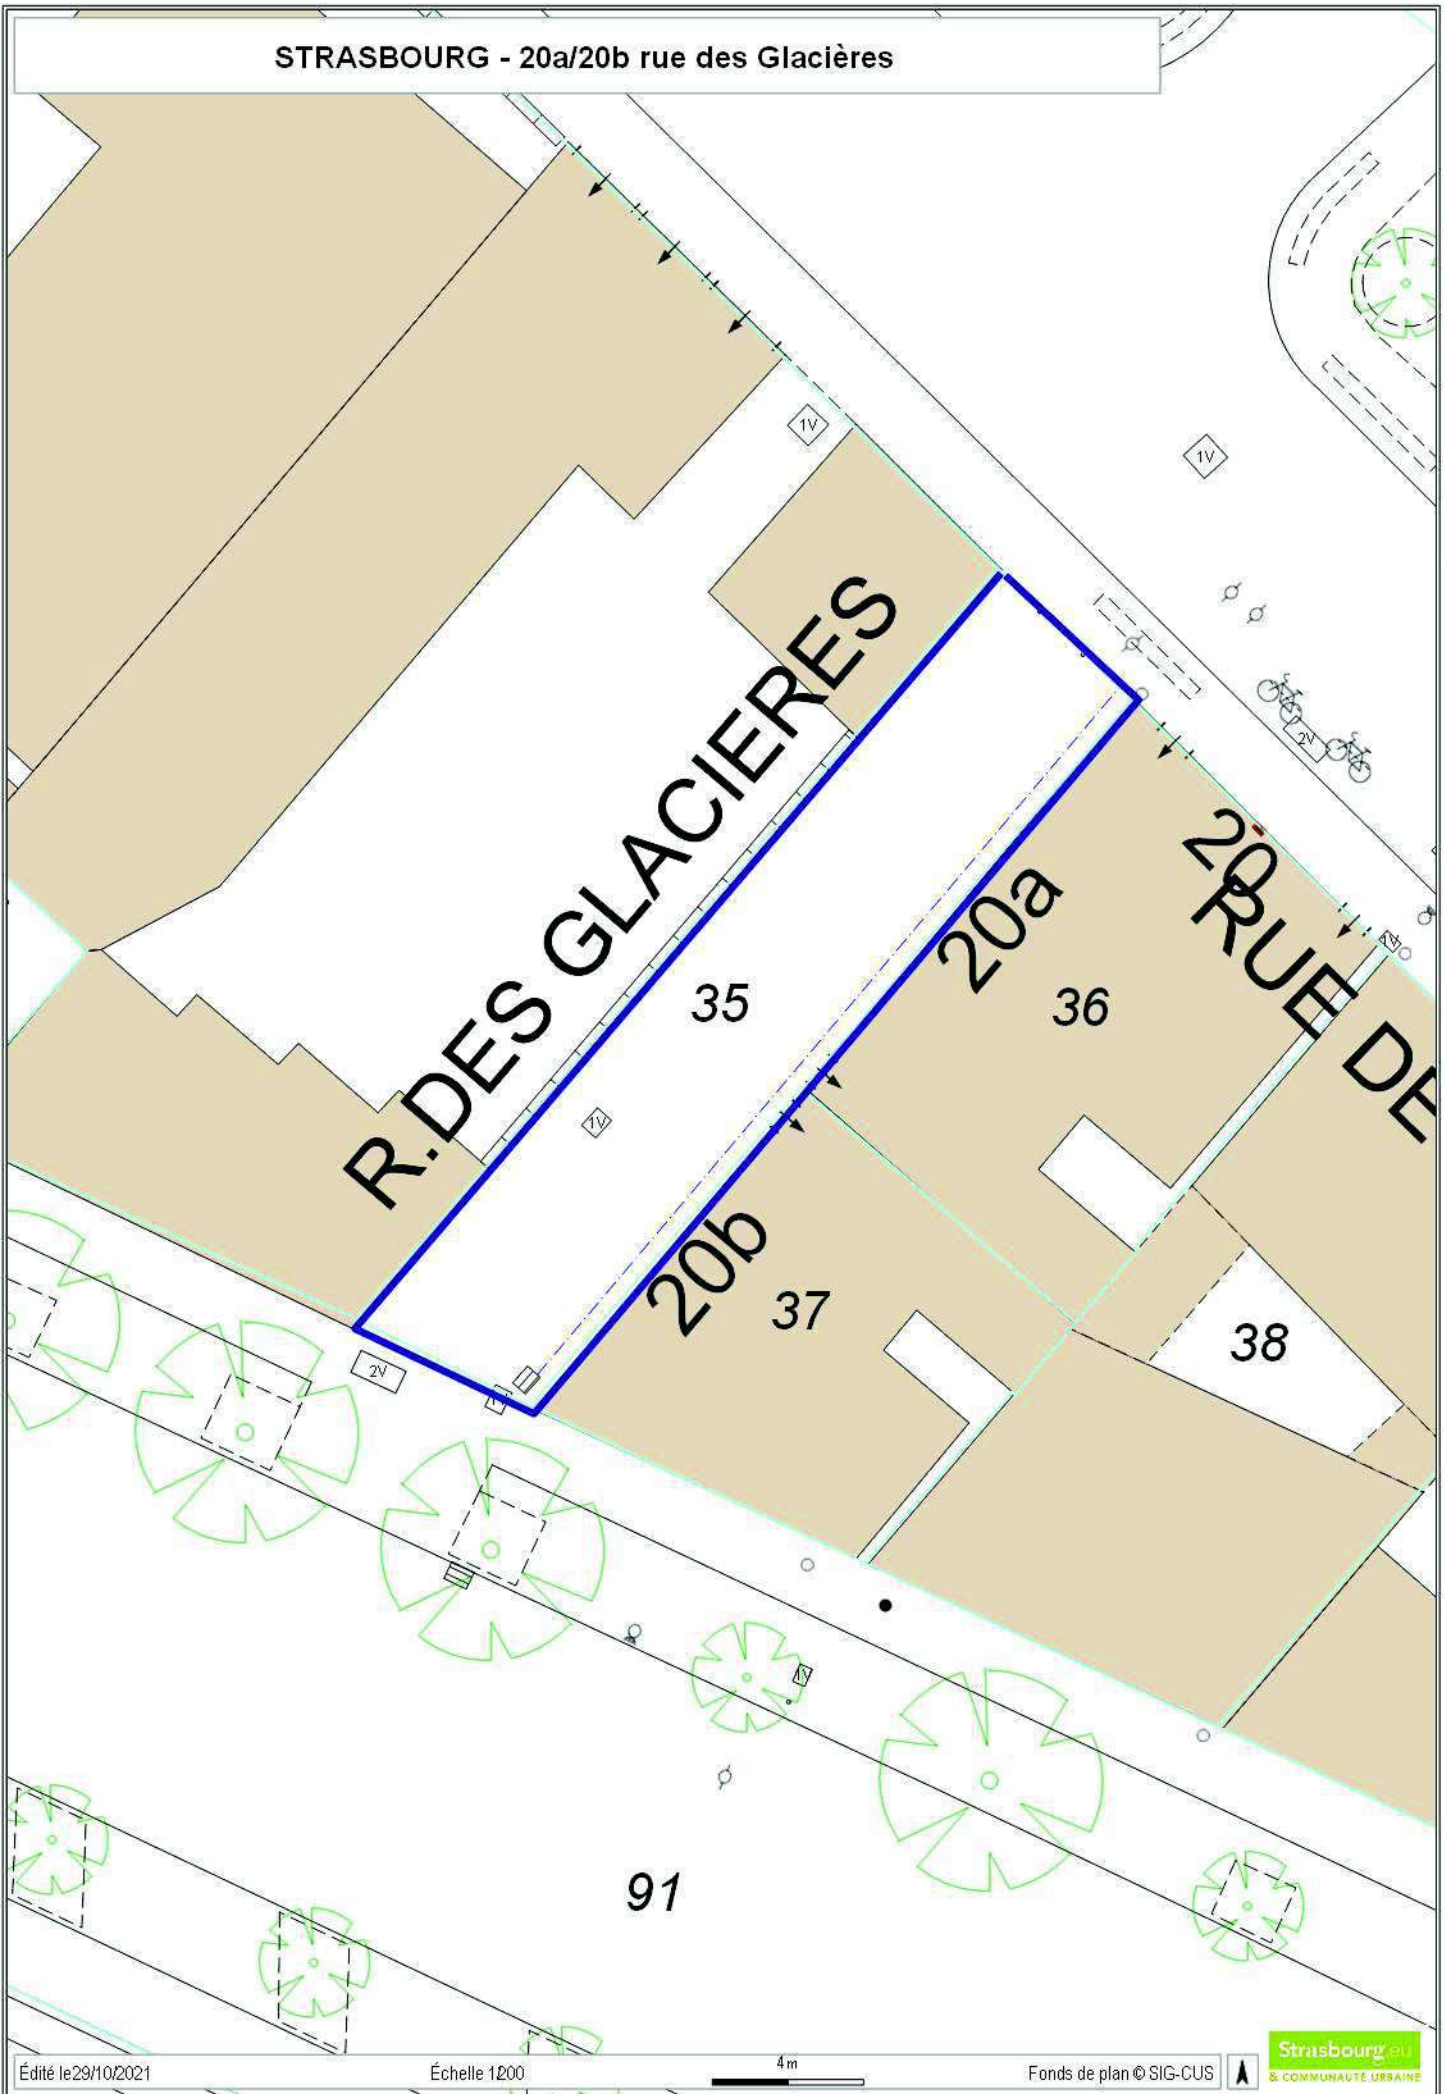 STRASBOURG - 20a/20b rue des Glacières
1V
1V
R.DES GLACIERES
2V
20
RUE DE
20a
35
36
1V
20b
37
38
2V
1V
91
Édité le29/10/2021
Échelle 1/200
4 m
Fonds de plan © SIG-CUS
Strasbourg.eu
& COMMUNAUTÉ URBAINE